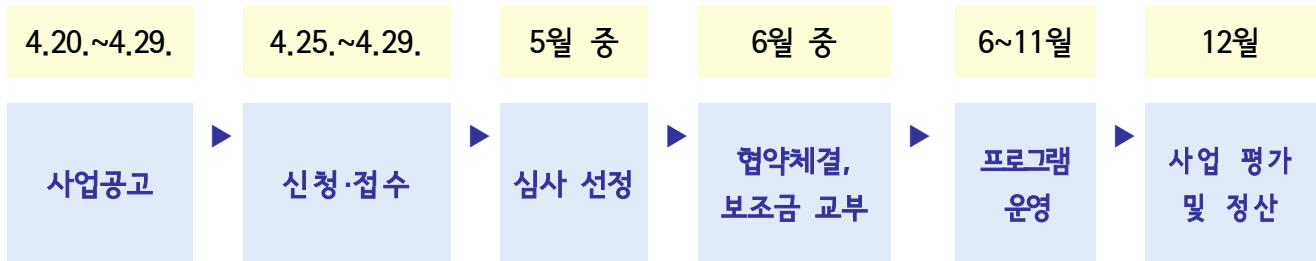 4.20.~4.29. 4.25.~4.29. 5월 중 6월 중 6~11월 12월
사업공고 ▶ 신청·접수 ▶ 심사 선정 ▶ 협약체결, ▶ 프로그램 ▶ 사업 평가
보조금 교부 운영 및 정산